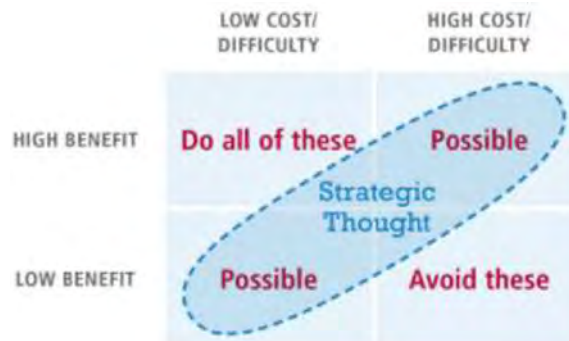 LOW COST/ HIGH COST/
DIFFICULTY DIFFICULTY
HIGH BENEFIT Do all of these Possible
Strategic
Thought
LOW BENEFIT Possible Avoid these